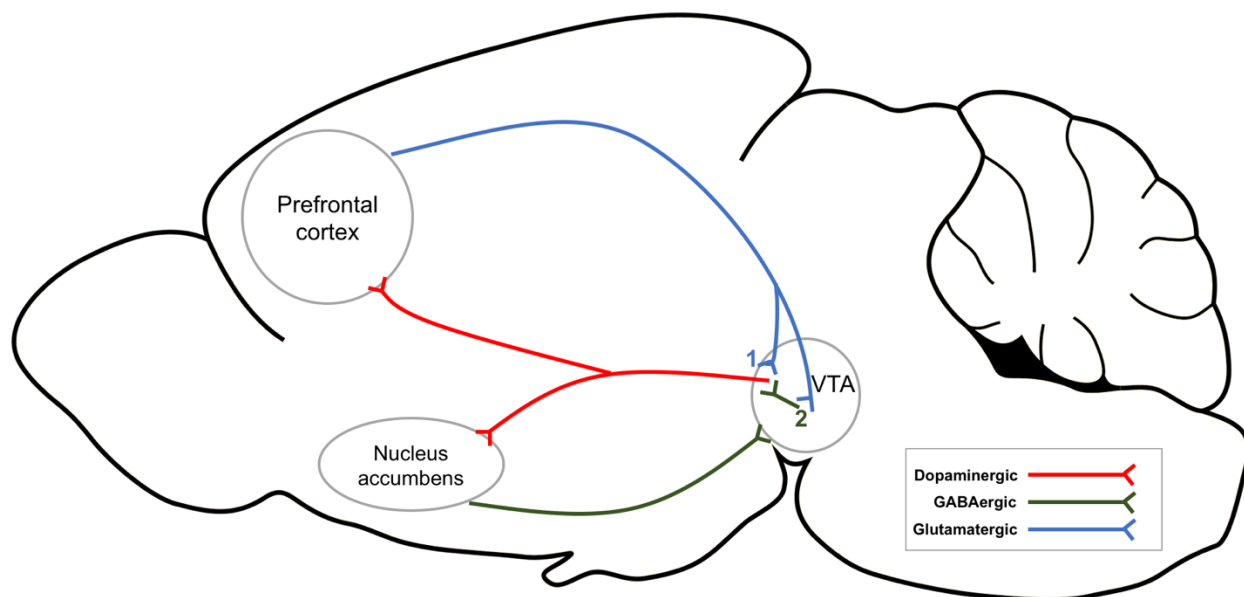 Prefrontal
cortex
1
VTA
2
Nucleus
accumbens
Dopaminergic
GABAergic
Glutamatergic